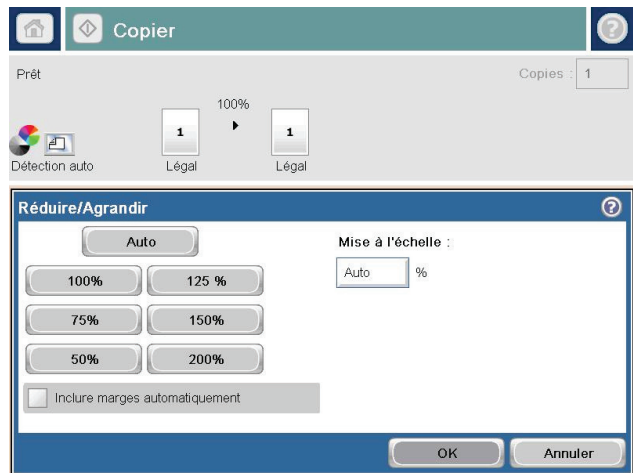 Copier
Prêt
Copies : 1
100%
1 1
Détection auto Légal Légal
Réduire/Agrandir
Auto
Mise à l'échelle :
Auto %
100% 125 %
75% 150%
50% 200%
Inclure marges automatiquement
OK Annuler